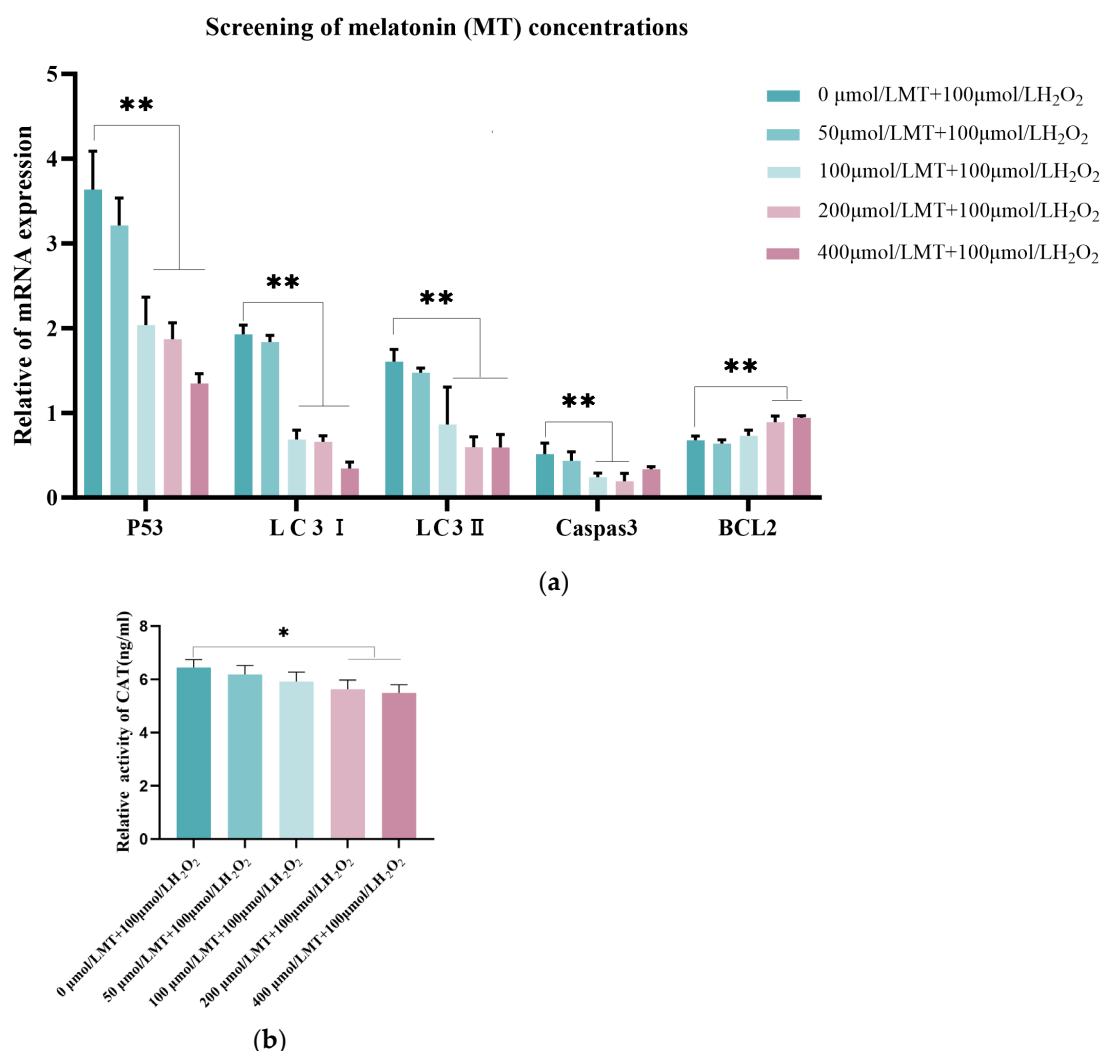 Screening of melatonin (MT) concentrations
Relative of mRNA expression
5
4
3
2
1
0
**
**
**
**
**
P53
L C 3 Ⅰ
LC3 Ⅱ
Caspas3
BCL2
0 μmol/LMT+100μmol/LH₂O₂
50μmol/LMT+100μmol/LH₂O₂
100μmol/LMT+100μmol/LH₂O₂
200μmol/LMT+100μmol/LH₂O₂
400μmol/LMT+100μmol/LH₂O₂
(a)
Relative activity of CAT(ng/ml)
8
6
4
2
0
*
0 μmol/LMT+100μmol/LH₂O₂
50 μmol/LMT+100μmol/LH₂O₂
100 μmol/LMT+100μmol/LH₂O₂
200 μmol/LMT+100μmol/LH₂O₂
400 μmol/LMT+100μmol/LH₂O₂
(b)